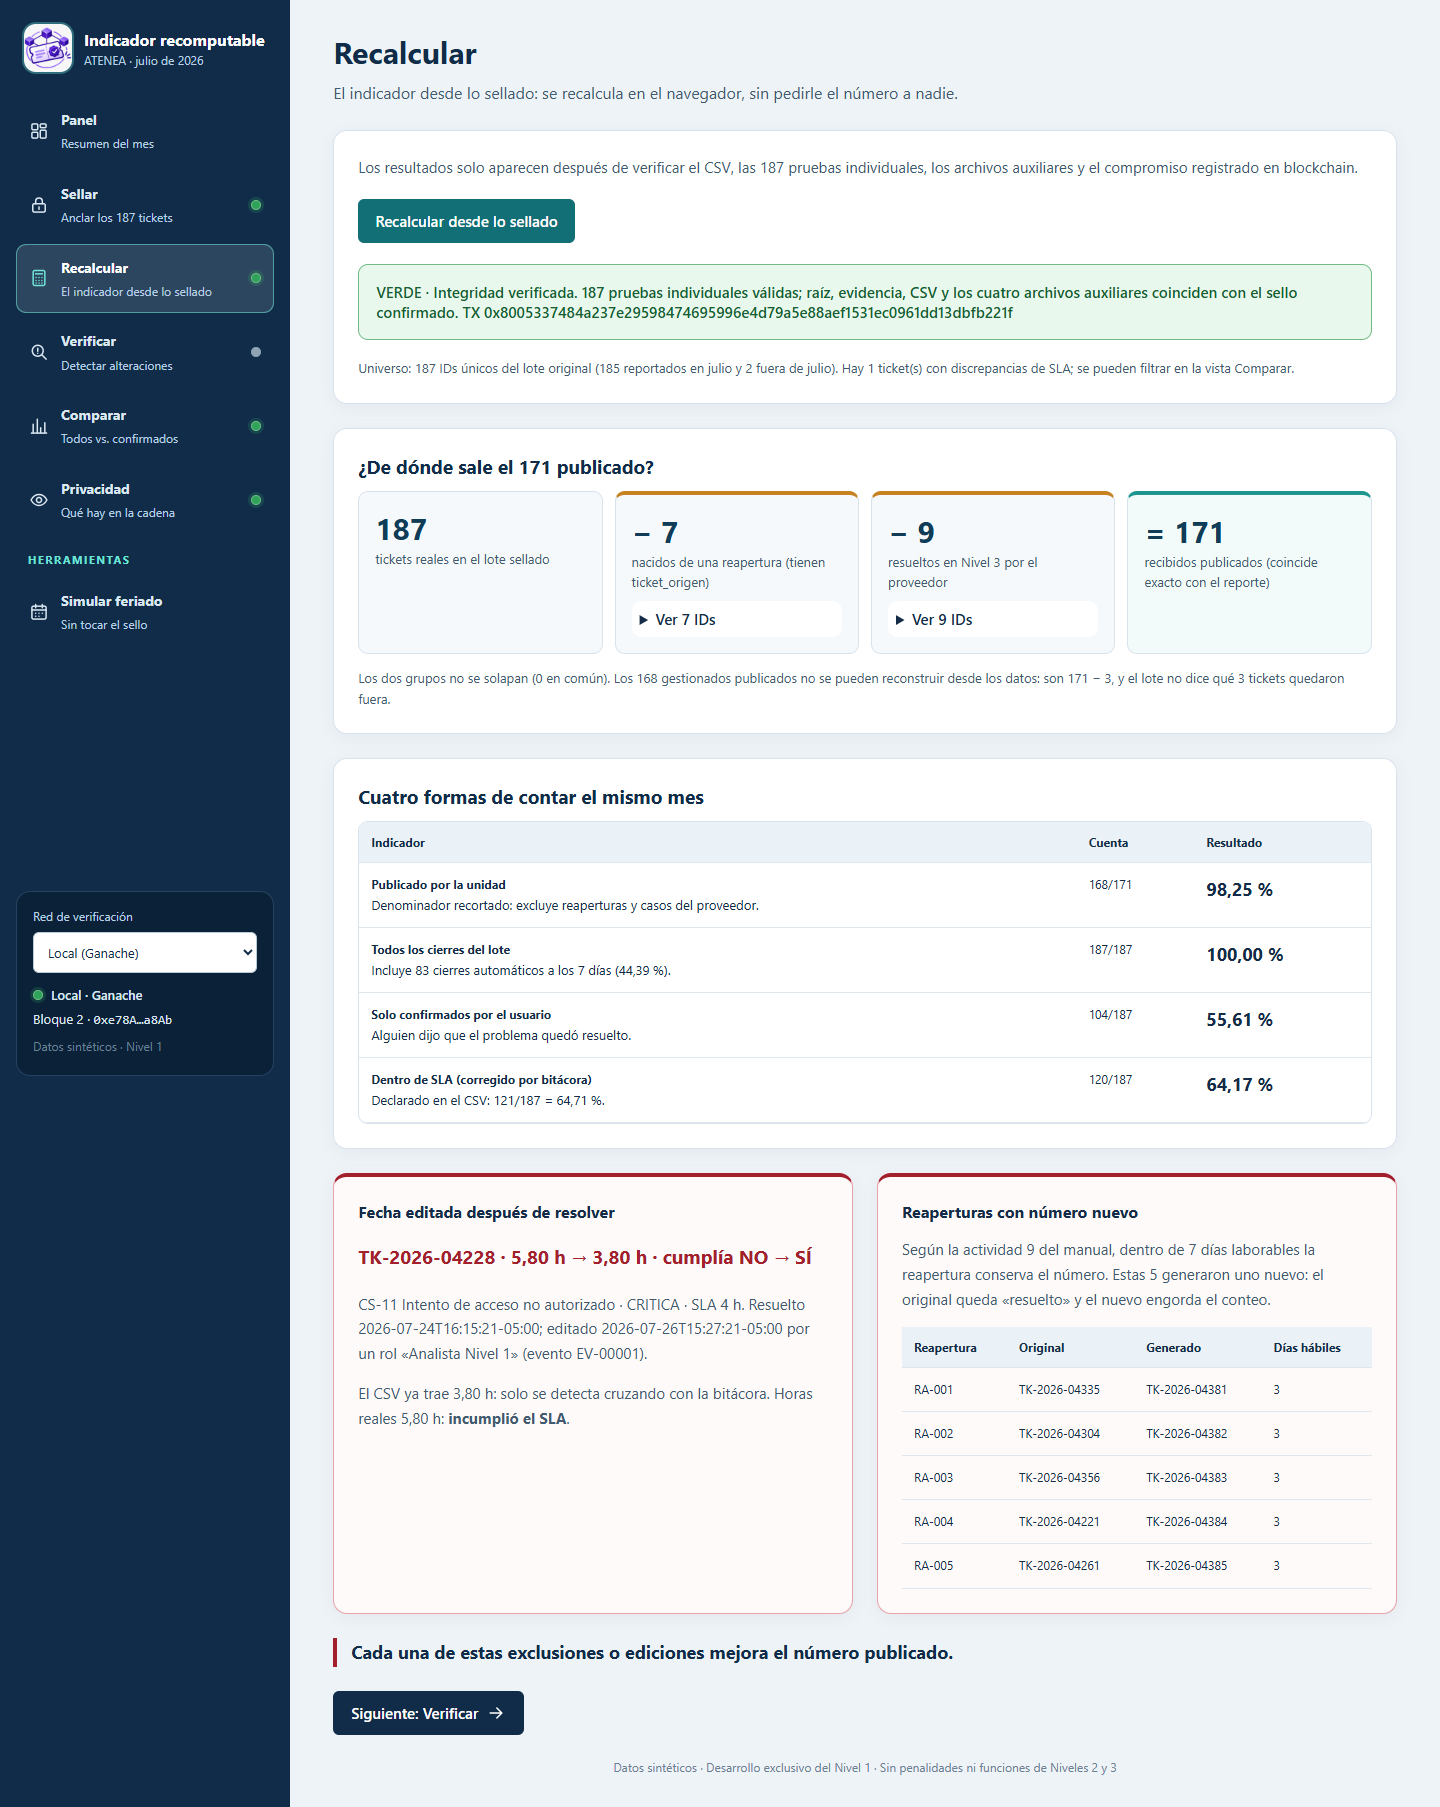 Indicador recomputable
ATENEA · julio de 2026
Panel
Resumen del mes
Sellar
Anclar los 187 tickets
Recalcular
El indicador desde lo sellado
Verificar
Detectar alteraciones
Comparar
Todos vs. confirmados
Privacidad
Qué hay en la cadena
HERRAMIENTAS
Simular feriado
Sin tocar el sello
Red de verificación
Local (Ganache)
Local · Ganache
Bloque 2 · 0xe78A…a8Ab
Datos sintéticos · Nivel 1
Recalcular
El indicador desde lo sellado: se recalcula en el navegador, sin pedirle el número a nadie.
Los resultados solo aparecen después de verificar el CSV, las 187 pruebas individuales, los archivos auxiliares y el compromiso registrado en blockchain.
Recalcular desde lo sellado
VERDE · Integridad verificada. 187 pruebas individuales válidas; raíz, evidencia, CSV y los cuatro archivos auxiliares coinciden con el sello
confirmado. TX 0x8005337484a237e29598474695996e4d79a5e88aef1531ec0961dd13dbfb221f
Universo: 187 IDs únicos del lote original (185 reportados en julio y 2 fuera de julio). Hay 1 ticket(s) con discrepancias de SLA; se pueden filtrar en la vista Comparar.
¿De dónde sale el 171 publicado?
187
tickets reales en el lote sellado
− 7
nacidos de una reapertura (tienen
ticket_origen)
▶ Ver 7 IDs
− 9
resueltos en Nivel 3 por el
proveedor
▶ Ver 9 IDs
= 171
recibidos publicados (coincide
exacto con el reporte)
Los dos grupos no se solapan (0 en común). Los 168 gestionados publicados no se pueden reconstruir desde los datos: son 171 − 3, y el lote no dice qué 3 tickets quedaron
fuera.
Cuatro formas de contar el mismo mes
Indicador Cuenta Resultado
Publicado por la unidad 168/171 98,25 %
Denominador recortado: excluye reaperturas y casos del proveedor.
Todos los cierres del lote 187/187 100,00 %
Incluye 83 cierres automáticos a los 7 días (44,39 %).
Solo confirmados por el usuario 104/187 55,61 %
Alguien dijo que el problema quedó resuelto.
Dentro de SLA (corregido por bitácora) 120/187 64,17 %
Declarado en el CSV: 121/187 = 64,71 %.
Fecha editada después de resolver
TK-2026-04228 · 5,80 h → 3,80 h · cumplía NO → SÍ
CS-11 Intento de acceso no autorizado · CRITICA · SLA 4 h. Resuelto
2026-07-24T16:15:21-05:00; editado 2026-07-26T15:27:21-05:00 por
un rol «Analista Nivel 1» (evento EV-00001).
El CSV ya trae 3,80 h: solo se detecta cruzando con la bitácora. Horas
reales 5,80 h: incumplió el SLA.
Reaperturas con número nuevo
Según la actividad 9 del manual, dentro de 7 días laborables la
reapertura conserva el número. Estas 5 generaron uno nuevo: el
original queda «resuelto» y el nuevo engorda el conteo.
Reapertura Original Generado Días hábiles
RA-001 TK-2026-04335 TK-2026-04381 3
RA-002 TK-2026-04304 TK-2026-04382 3
RA-003 TK-2026-04356 TK-2026-04383 3
RA-004 TK-2026-04221 TK-2026-04384 3
RA-005 TK-2026-04261 TK-2026-04385 3
Cada una de estas exclusiones o ediciones mejora el número publicado.
Siguiente: Verificar →
Datos sintéticos · Desarrollo exclusivo del Nivel 1 · Sin penalidades ni funciones de Niveles 2 y 3